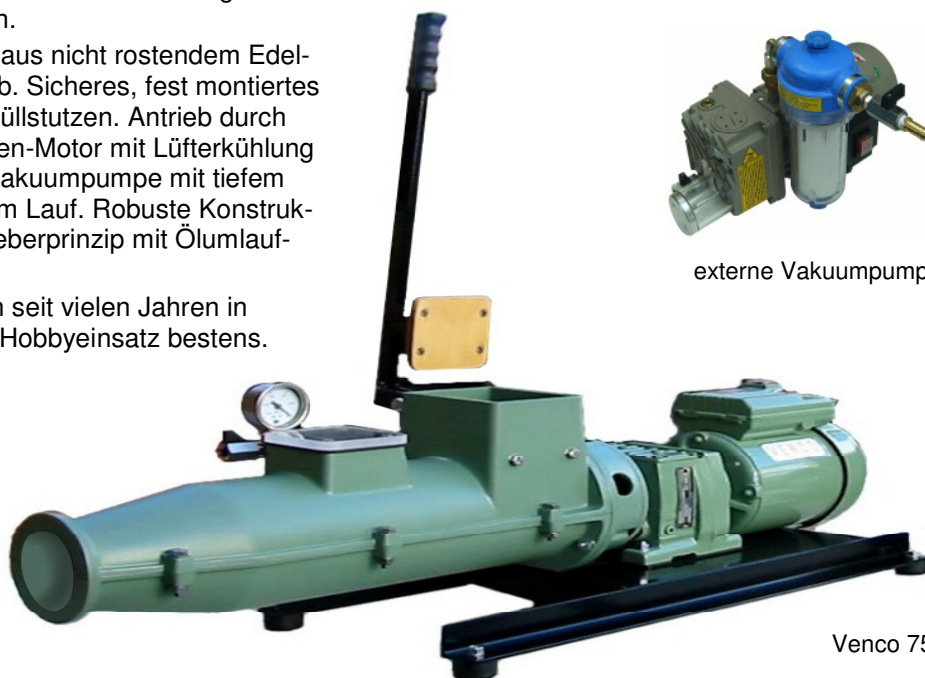 n.
aus nicht rostendem Edel-
b. Sicheres, fest montiertes
üllstutzen. Antrieb durch
en-Motor mit Lüfterkühlung
akuumpumpe mit tiefem
m Lauf. Robuste Konstruk-
eberprinzip mit Ölumlauf-
n seit vielen Jahren in
Hobbyeinsatz bestens.
externe Vakuumpump
VENCO
Venco 75